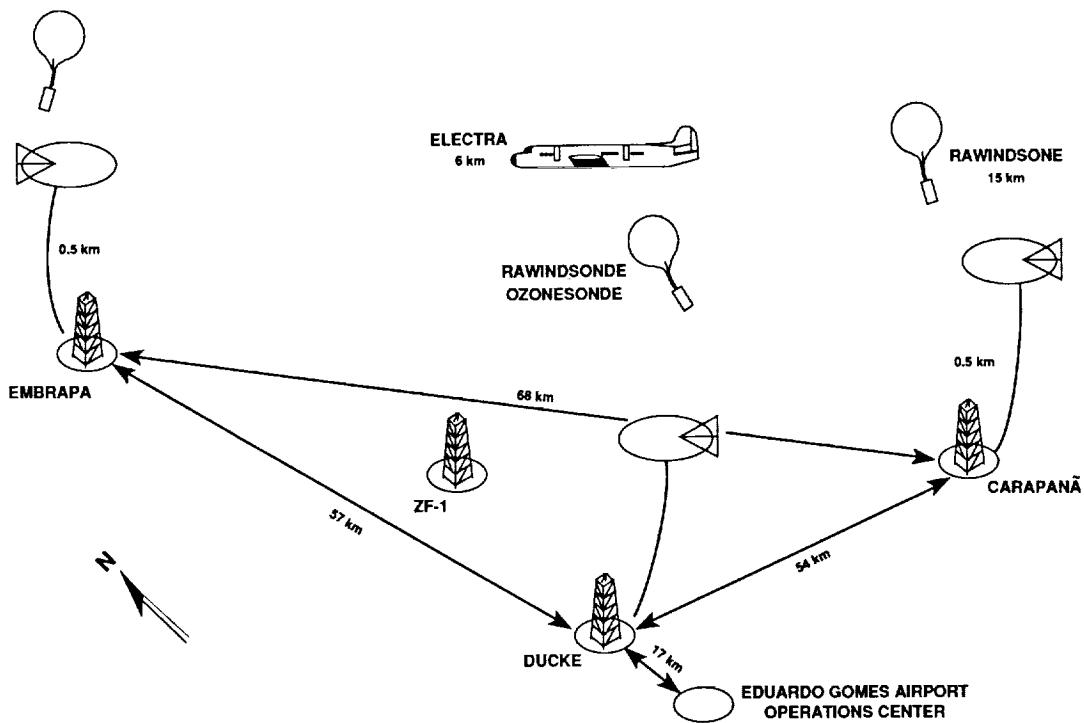 ELECTRA
6 km
RAWINDSONE
15 km
0.5 km
RAWINDSONDE
OZONESONDE
EMBRAPA
68 km
0.5 km
ZF-1
CARAPANÃ
57 km
N
54 km
DUCKE
17 km
EDUARDO GOMES AIRPORT
OPERATIONS CENTER